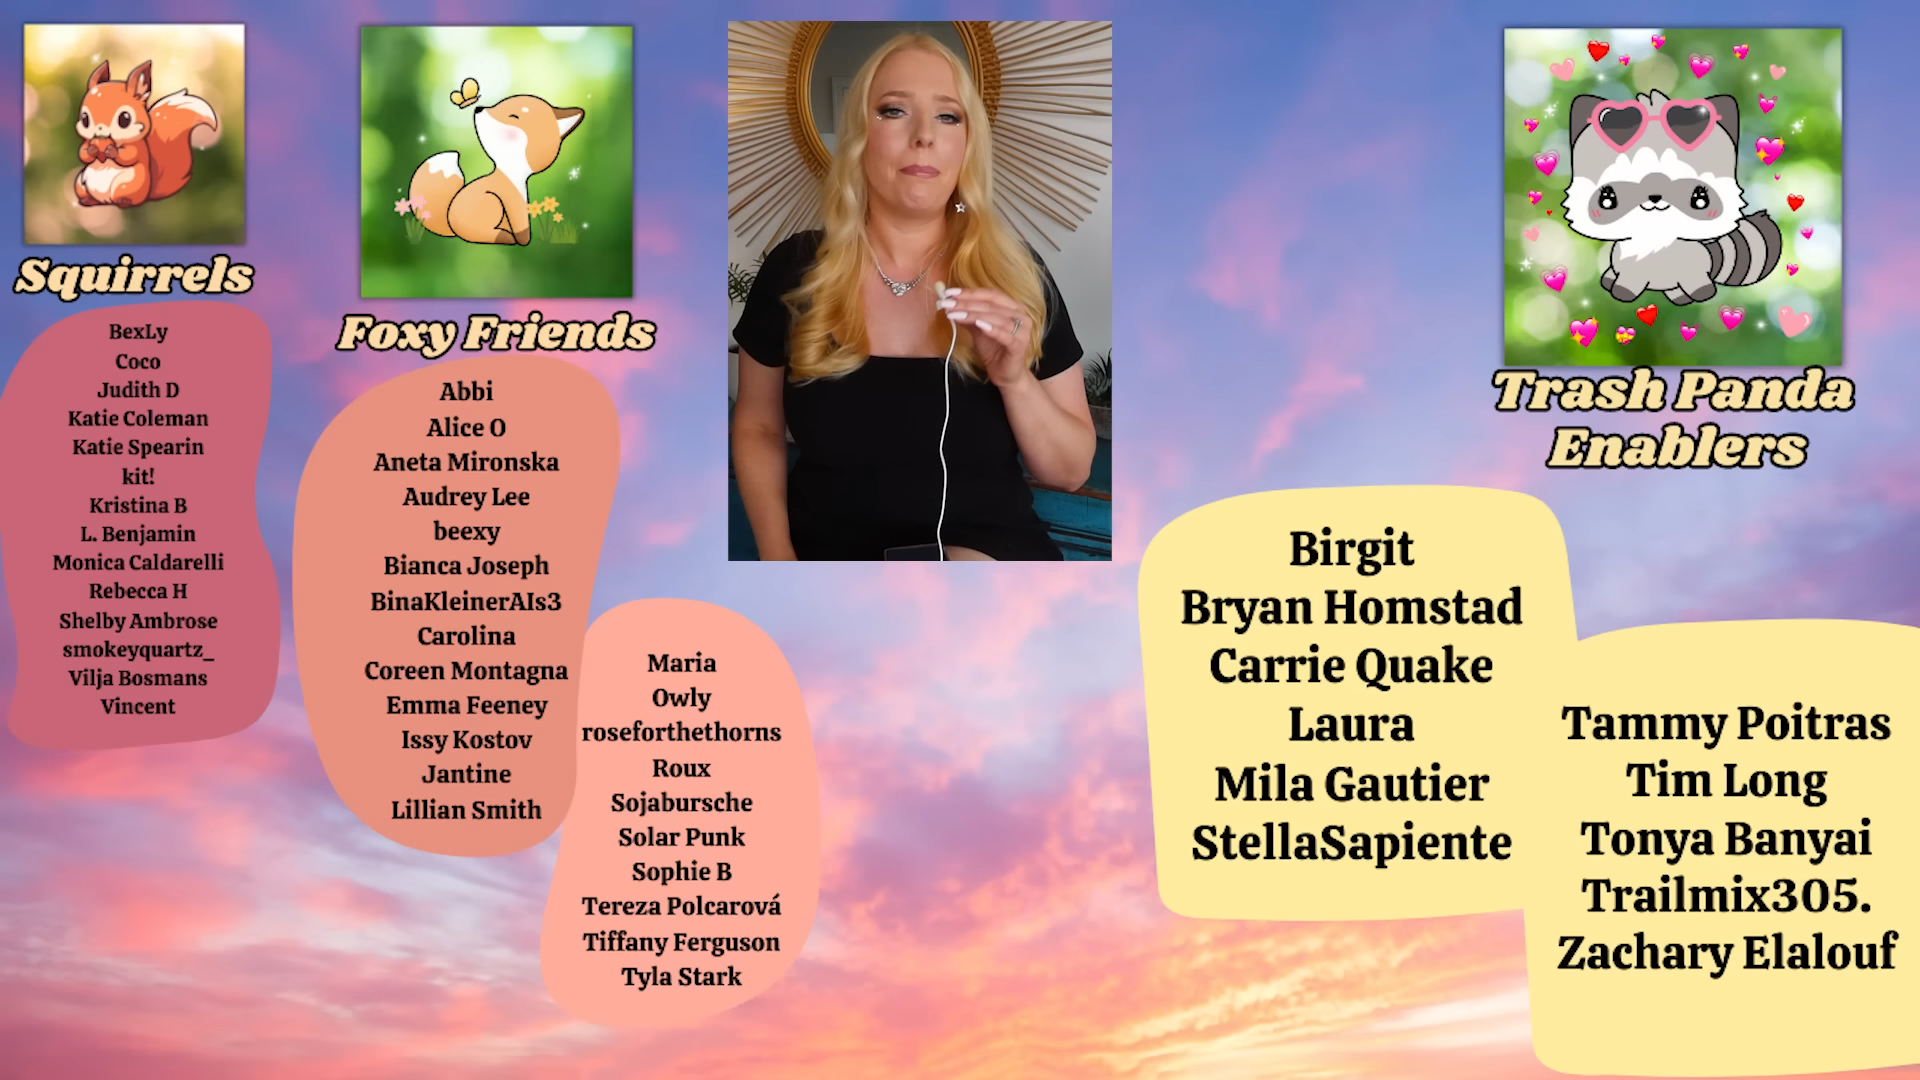 Squirrels
BexLy
Coco
Judith D
Katie Coleman
Katie Spearin
kit!
Kristina B
L. Benjamin
Monica Caldarelli
Rebecca H
Shelby Ambrose
smokeyquartz_
Vilja Bosmans
Vincent
Foxy Friends
Abbi
Alice O
Aneta Mironska
Audrey Lee
beexy
Bianca Joseph
BinaKleinerAIs3
Carolina
Coreen Montagna
Emma Feeney
Issy Kostov
Jantine
Lillian Smith
Maria
Owly
roseforthethorns
Roux
Sojabursche
Solar Punk
Sophie B
Tereza Polcarová
Tiffany Ferguson
Tyla Stark
Trash Panda
Enablers
Birgit
Bryan Homstad
Carrie Quake
Laura
Mila Gautier
StellaSapiente
Tammy Poitras
Tim Long
Tonya Banyai
Trailmix305.
Zachary Elalouf